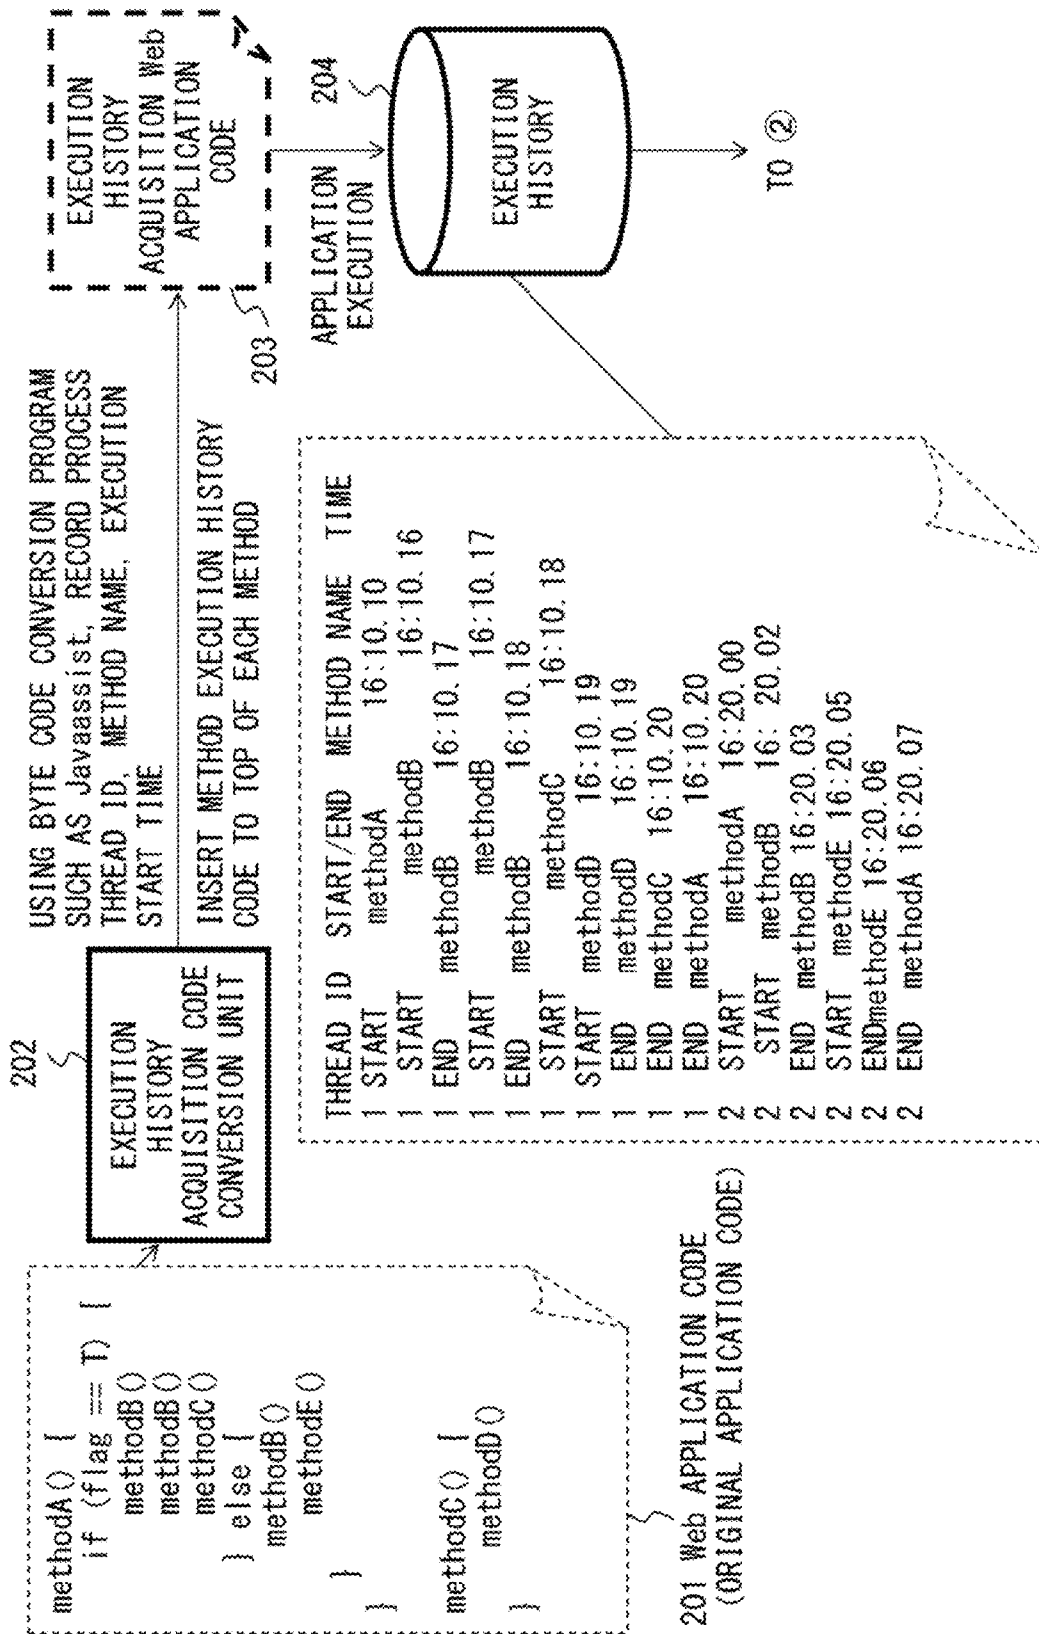 methodA() {
if (flag == T) {
methodB()
methodB()
methodC()
} else {
methodB()
methodE()
}
}
methodC() {
methodD()
}
201 Web APPLICATION CODE
(ORIGINAL APPLICATION CODE)
202
EXECUTION
HISTORY
ACQUISITION CODE
CONVERSION UNIT
USING BYTE CODE CONVERSION PROGRAM
SUCH AS Javaassist, RECORD PROCESS
THREAD ID, METHOD NAME, EXECUTION
START TIME
INSERT METHOD EXECUTION HISTORY
CODE TO TOP OF EACH METHOD
EXECUTION
HISTORY
ACQUISITION Web
APPLICATION
CODE
203
APPLICATION
EXECUTION
204
EXECUTION
HISTORY
TO ②
THREAD ID START/END METHOD NAME TIME
1 START methodA 16:10.10
1 START methodB 16:10.16
1 END methodB 16:10.17
1 START methodB 16:10.17
1 END methodB 16:10.18
1 START methodC 16:10.18
1 START methodD 16:10.19
1 END methodD 16:10.19
1 END methodC 16:10.20
1 END methodA 16:10.20
2 START methodA 16:20.00
2 START methodB 16: 20.02
2 END methodB 16:20.03
2 START methodE 16:20.05
2 ENDmethodE 16:20.06
2 END methodA 16:20.07